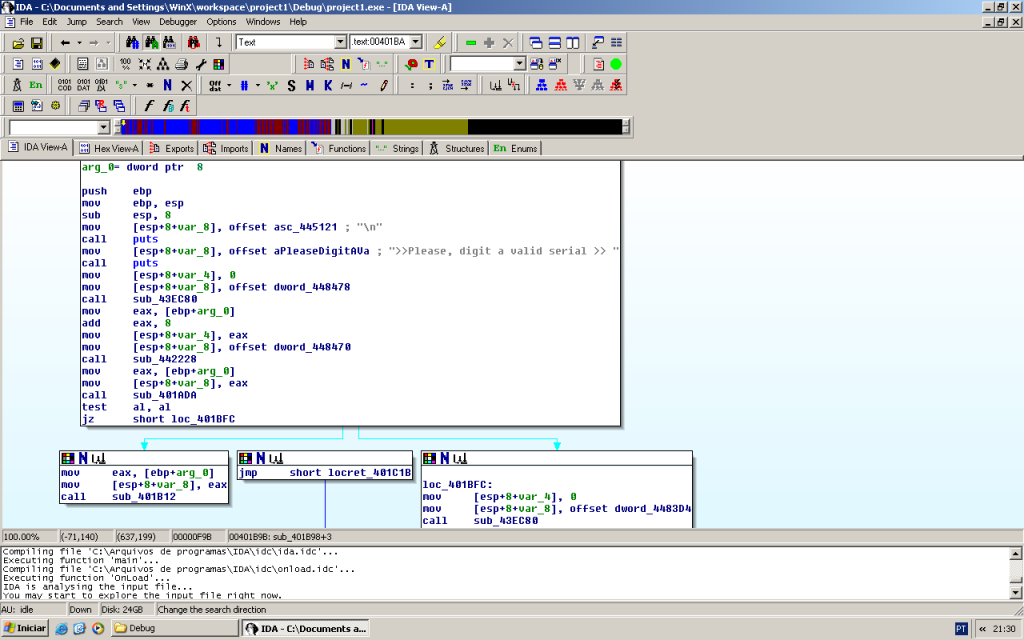 IDA - C:\Documents and Settings\WinX\workspace\project1\Debug\project1.exe - [IDA View-A]
File Edit Jump Search View Debugger Options Windows Help
Text .text:00401BA
IDA View-A Hex View-A Exports Imports N Names Functions Strings Structures En Enums
arg_0= dword ptr 8
push ebp
mov ebp, esp
sub esp, 8
mov [esp+8+var_8], offset asc_445121 ; "\n"
call puts
mov [esp+8+var_8], offset aPleaseDigitAVa ; ">>Please, digit a valid serial >> "
call puts
mov [esp+8+var_4], 0
mov [esp+8+var_8], offset dword_448478
call sub_43EC80
mov eax, [ebp+arg_0]
add eax, 8
mov [esp+8+var_4], eax
mov [esp+8+var_8], offset dword_448470
call sub_442228
mov eax, [ebp+arg_0]
mov [esp+8+var_8], eax
call sub_401ADA
test al, al
jz short loc_401BFC
mov eax, [ebp+arg_0]
mov [esp+8+var_8], eax
call sub_401B12
jmp short locret_401C1B
loc_401BFC:
mov [esp+8+var_4], 0
mov [esp+8+var_8], offset dword_4483D4
call sub_43EC80
100.00% (-71,140) (637,199) 00000F9B 00401B9B: sub_401B98+3
Compiling file 'C:\Arquivos de programas\IDA\idc\ida.idc'...
Executing function 'main'...
Compiling file 'C:\Arquivos de programas\IDA\idc\onload.idc'...
Executing function 'OnLoad'...
IDA is analysing the input file...
You may start to explore the input file right now.
AU: idle Down Disk: 24GB Change the search direction
Iniciar Debug IDA - C:\Documents a... PT « 21:30